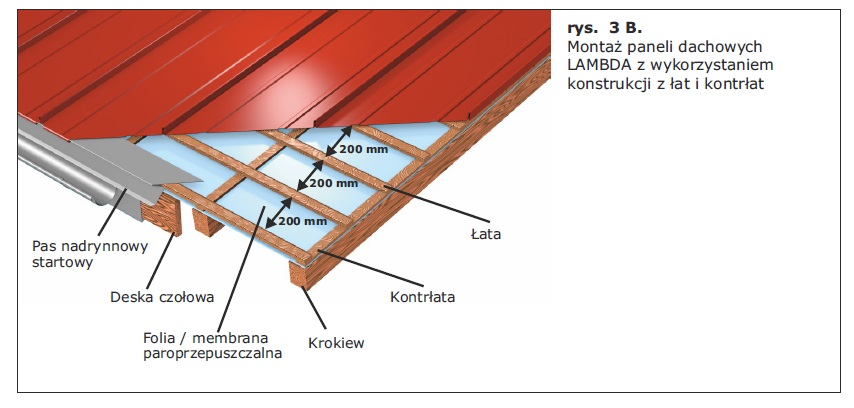 rys.  3 B.
Montaż paneli dachowych
LAMBDA z wykorzystaniem
konstrukcji z łat i kontrłat
200 mm
200 mm
200 mm
Łata
Pas nadrynnowy
startowy
Deska czołowa
Kontrłata
Folia / membrana
paroprzepuszczalna
Krokiew